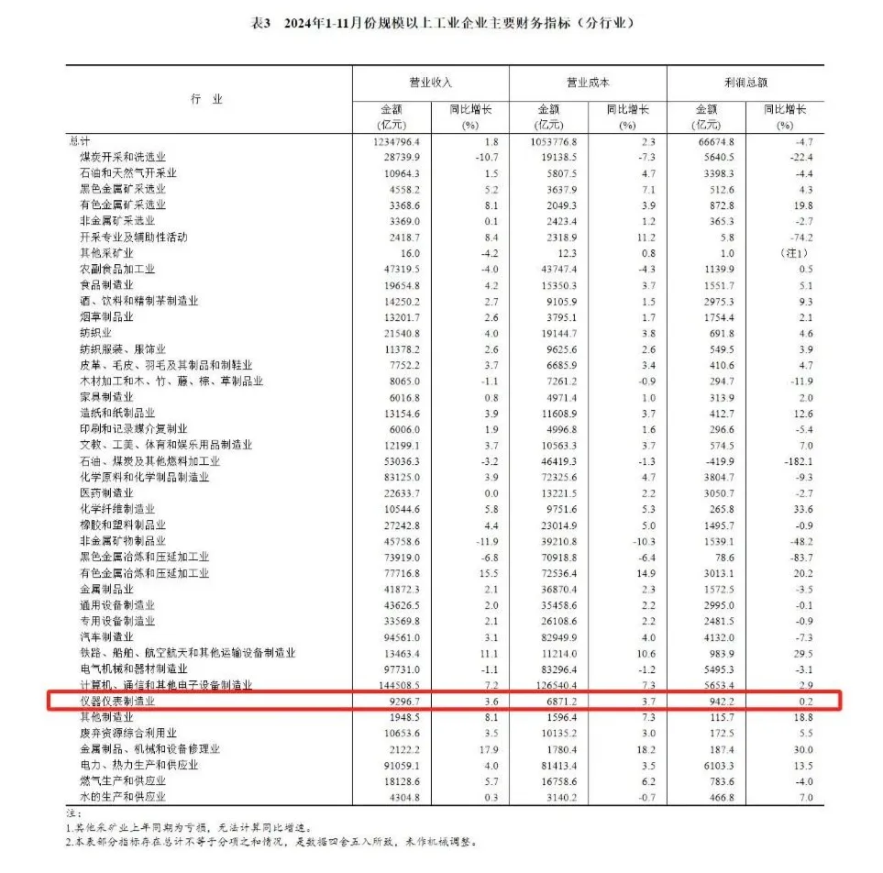 表3 2024年1-11月份规模以上工业企业主要财务指标（分行业）
行 业 营业收入 营业成本 利润总额
金额 同比增长 金额 同比增长 金额 同比增长
(亿元) (%) (亿元) (%) (亿元) (%)
总计 1234796.4 1.8 1053776.8 2.3 66674.8 -4.7
煤炭开采和洗选业 28739.9 -10.7 19138.5 -7.3 5640.5 -22.4
石油和天然气开采业 10964.3 1.5 5807.5 4.7 3398.3 -4.4
黑色金属矿采选业 4558.2 5.2 3637.9 7.1 512.6 4.3
有色金属矿采选业 3368.6 8.1 2049.3 3.9 872.8 19.8
非金属矿采选业 3369.0 0.1 2423.4 1.2 365.3 -2.7
开采专业及辅助性活动 2418.7 8.4 2318.9 11.2 5.8 -74.2
其他采矿业 16.0 -4.2 12.3 0.8 1.0 （注1）
农副食品加工业 47319.5 -4.0 43747.4 -4.3 1139.9 0.5
食品制造业 19654.8 4.2 15350.3 3.7 1551.7 5.1
酒、饮料和精制茶制造业 14250.2 2.7 9105.9 1.5 2975.3 9.3
烟草制品业 13201.7 2.6 3795.1 1.7 1754.4 2.1
纺织业 21540.8 4.0 19144.7 3.8 691.8 4.6
纺织服装、服饰业 11378.2 2.6 9625.6 2.6 549.5 3.9
皮革、毛皮、羽毛及其制品和制鞋业 7752.2 3.7 6685.9 3.4 410.6 4.7
木材加工和木、竹、藤、棕、草制品业 8065.0 -1.1 7261.2 -0.9 294.7 -11.9
家具制造业 6016.8 0.8 4971.4 1.0 313.9 2.0
造纸和纸制品业 13154.6 3.9 11608.9 3.7 412.7 12.6
印刷和记录媒介复制业 6006.0 1.9 4996.8 1.6 296.6 -5.4
文教、工美、体育和娱乐用品制造业 12199.1 3.7 10563.3 3.7 574.5 7.0
石油、煤炭及其他燃料加工业 53036.3 -3.2 46419.3 -1.3 -419.9 -182.1
化学原料和化学制品制造业 83125.0 3.9 72325.6 4.7 3804.7 -9.3
医药制造业 22633.7 0.0 13221.5 2.2 3050.7 -2.7
化学纤维制造业 10544.6 5.8 9751.6 5.3 265.8 33.6
橡胶和塑料制品业 27242.8 4.4 23014.9 5.0 1495.7 -0.9
非金属矿物制品业 45758.6 -11.9 39210.8 -10.3 1539.1 -48.2
黑色金属冶炼和压延加工业 73919.0 -6.8 70918.8 -6.4 78.6 -83.7
有色金属冶炼和压延加工业 77716.8 15.5 72536.4 14.9 3013.1 20.2
金属制品业 41872.3 2.1 36870.4 2.3 1572.5 -3.5
通用设备制造业 43626.5 2.0 35458.6 2.2 2995.0 -0.1
专用设备制造业 33569.8 2.1 26108.6 2.2 2481.5 -0.9
汽车制造业 94561.0 3.1 82949.9 4.0 4132.0 -7.3
铁路、船舶、航空航天和其他运输设备制造业 13463.4 11.1 11214.0 10.6 983.9 29.5
电气机械和器材制造业 97731.0 -1.1 83296.4 -1.2 5495.3 -3.1
计算机、通信和其他电子设备制造业 144508.5 7.2 126540.4 7.3 5653.4 2.9
仪器仪表制造业 9296.7 3.6 6871.2 3.7 942.2 0.2
其他制造业 1948.5 8.1 1596.4 7.3 115.7 18.8
废弃资源综合利用业 10653.6 3.5 10135.2 3.0 172.5 5.5
金属制品、机械和设备修理业 2122.2 17.9 1780.4 18.2 187.4 30.0
电力、热力生产和供应业 91059.1 4.0 81413.4 3.5 6103.3 13.5
燃气生产和供应业 18128.6 5.7 16758.6 6.2 783.6 -4.0
水的生产和供应业 4304.8 0.3 3140.2 -0.7 466.8 7.0
注：
1.其他采矿业上年同期为亏损，无法计算同比增速。
2.本表部分指标存在总计不等于分项之和情况，是数据四舍五入所致，未作机械调整。